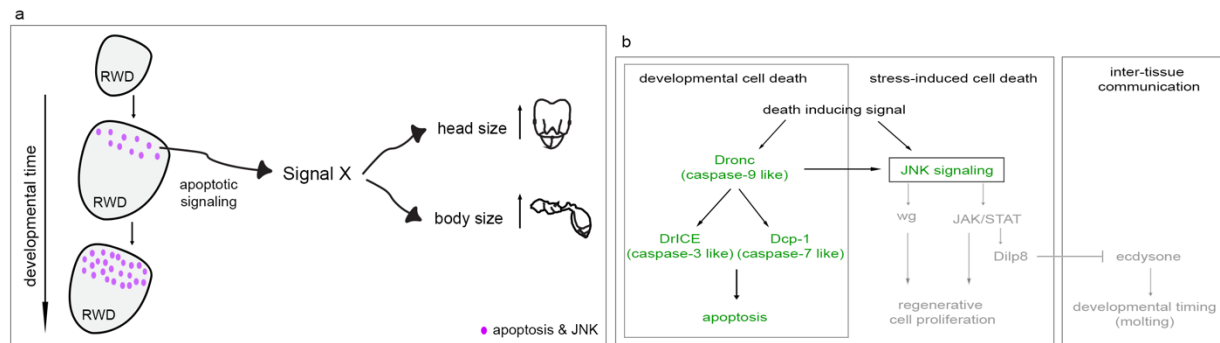 a
RWD
developmental time
RWD
apoptotic
signaling
Signal X
head size
body size
RWD
apoptosis & JNK
b
developmental cell death
stress-induced cell death
inter-tissue
communication
death inducing signal
Dronc
(caspase-9 like)
JNK signaling
wg
JAK/STAT
DrICE
(caspase-3 like)
Dcp-1
(caspase-7 like)
Dilp8
ecdysone
apoptosis
regenerative
cell proliferation
developmental timing
(molting)